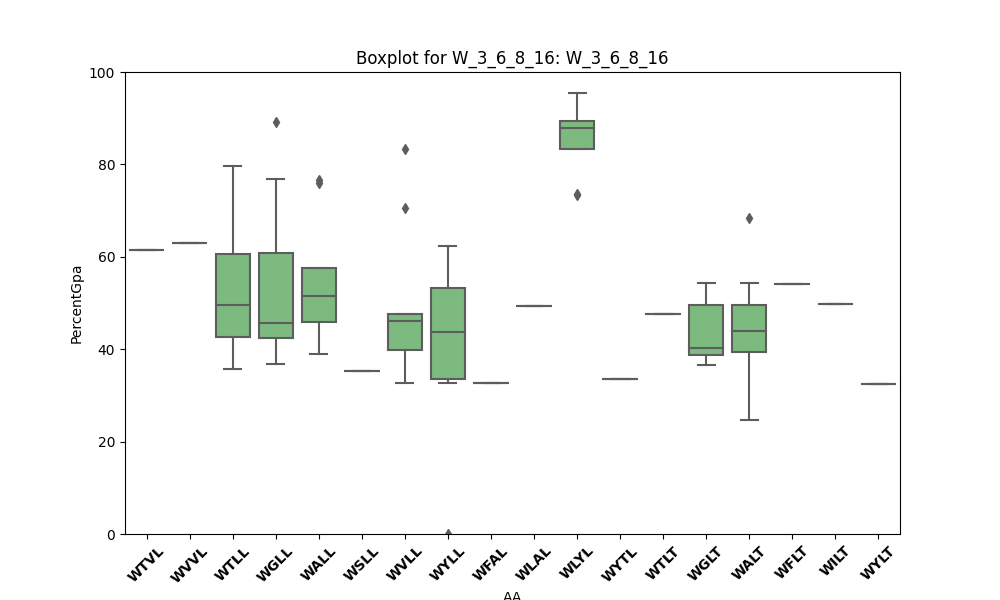 Boxplot for W_3_6_8_16: W_3_6_8_16
100
80
60
40
20
0
PercentGpa
WTVL WVVL WTLL WGLL WALL WSLL WVLL WYLL WFAL WLAL WLYL WYTL WTLT WGLT WALT WFLT WILT WYLT
AA